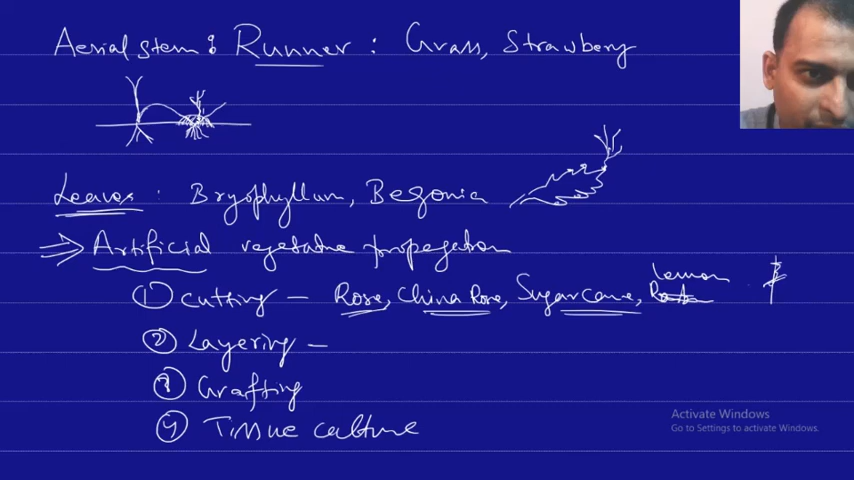 Aerial stem : Runner : Grass, Strawbery
Leaves : Bryophyllum, Begonia
⇒ Artificial vegetative propagation
① Cutting – Rose, China Rose, Sugarcane, lemon
② Layering –
③ Grafting
④ Tissue culture
Activate Windows
Go to Settings to activate Windows.